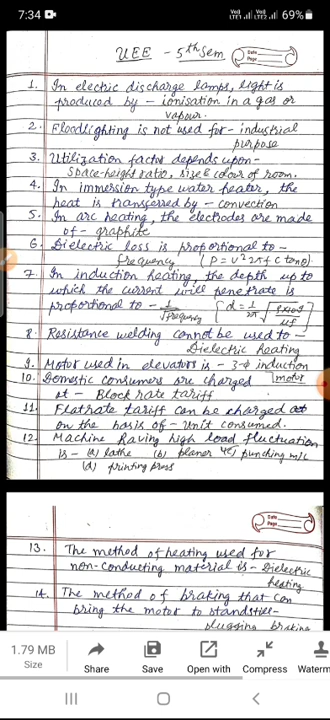 7:34
69%
UEE - 5th Sem
Date
Page
1. In electric discharge lamps, light is
produced by - ionisation in a gas or
vapour.
2. Floodlighting is not used for - industrial
purpose
3. Utilization factor depends upon -
Space-height ratio, size & colour of room.
4. In immersion type water heater, the
heat is transferred by - convection
5. In arc heating, the electrodes are made
of - graphite
6. Dielectric loss is proportional to -
frequency (P = V²2πf C tanθ)
7. In induction heating, the depth up to
which the current will penetrate is
proportional to - 1/√frequency
8. Resistance welding cannot be used to -
Dielectric heating
9. Motor used in elevators is - 3-ϕ induction
motor
10. Domestic consumers are charged
at - Block rate tariff
11. Flatrate tariff can be charged
on the basis of - unit consumed.
12. Machine having high load fluctuation
is - (a) lathe (b) planer (c) punching m/c
(d) printing press
Date
Page
13. The method of heating used for
non-conducting material is - Dielectric
heating
14. The method of braking that can
bring the motor to standstill -
plugging braking
1.79 MB
Size
Share
Save
Open with
Compress
Waterm